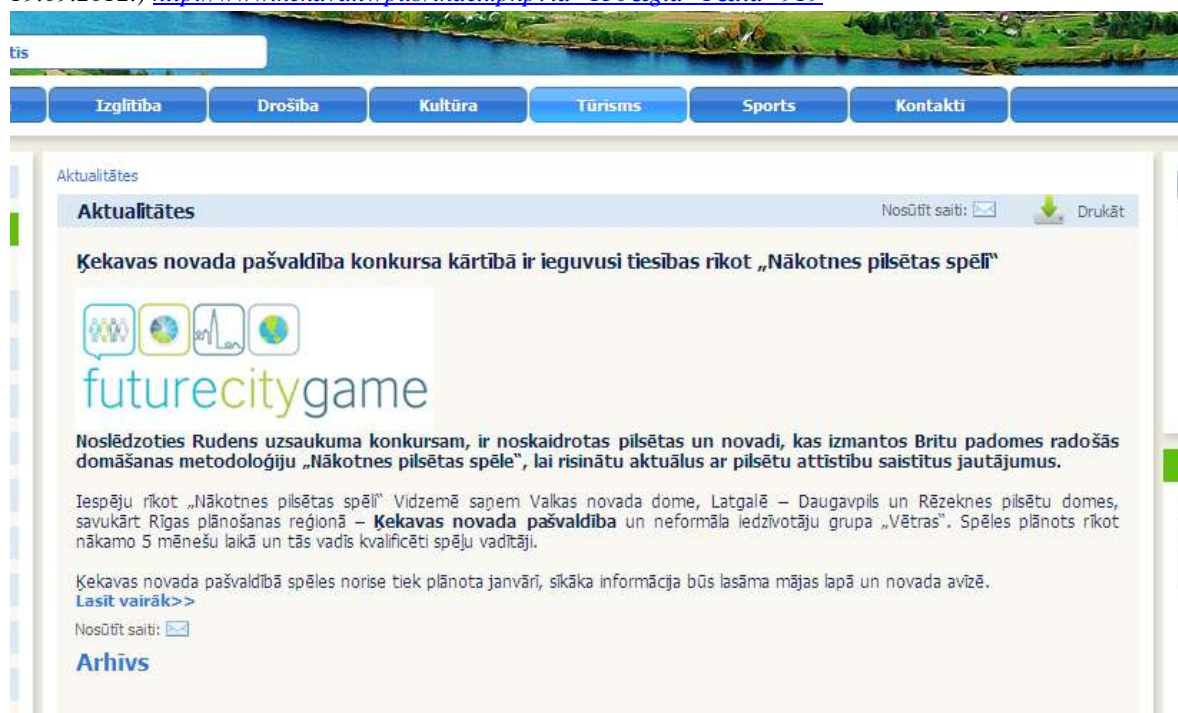 tis
Izglītība Drošība Kultūra Tūrisms Sports Kontakti
Aktualitātes
Aktualitātes Nosūtīt saiti: Drukāt
Ķekavas novada pašvaldība konkursa kārtībā ir ieguvusi tiesības rīkot „Nākotnes pilsētas spēli“
futurecitygame
Noslēdzoties Rudens uzsaukuma konkursam, ir noskaidrotas pilsētas un novadi, kas izmantos Britu padomes radošās
domāšanas metodoloģiju „Nākotnes pilsētas spēle“, lai risinātu aktuālus ar pilsētu attīstību saistītus jautājumus.
Iespēju rīkot „Nākotnes pilsētas spēli“ Vidzemē saņem Valkas novada dome, Latgalē – Daugavpils un Rēzeknes pilsētu domes,
savukārt Rīgas plānošanas reģionā – Ķekavas novada pašvaldība un neformāla iedzīvotāju grupa „Vētras“. Spēles plānots rīkot
nākamo 5 mēnešu laikā un tās vadīs kvalificēti spēļu vadītāji.
Ķekavas novada pašvaldībā spēles norise tiek plānota janvārī, sīkāka informācija būs lasāma mājas lapā un novada avīzē.
Lasīt vairāk>>
Nosūtīt saiti:
Arhīvs